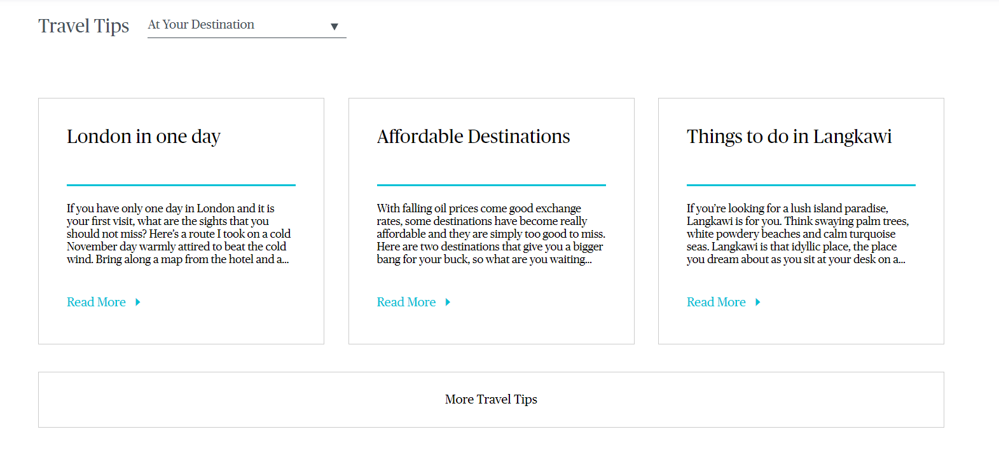 Travel Tips
At Your Destination
London in one day
If you have only one day in London and it is
your first visit, what are the sights that you
should not miss? Here’s a route I took on a cold
November day warmly attired to beat the cold
wind. Bring along a map from the hotel and a...
Read More
Affordable Destinations
With falling oil prices come good exchange
rates, some destinations have become really
affordable and they are simply too good to miss.
Here are two destinations that give you a bigger
bang for your buck, so what are you waiting...
Read More
Things to do in Langkawi
If you’re looking for a lush island paradise,
Langkawi is for you. Think swaying palm trees,
white powdery beaches and calm turquoise
seas. Langkawi is that idyllic place, the place
you dream about as you sit at your desk on a...
Read More
More Travel Tips